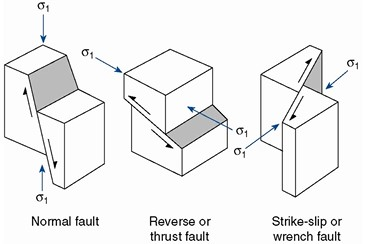 σ1
σ1
σ1
σ1
σ1
σ1
Normal fault
Reverse or
thrust fault
Strike-slip or
wrench fault